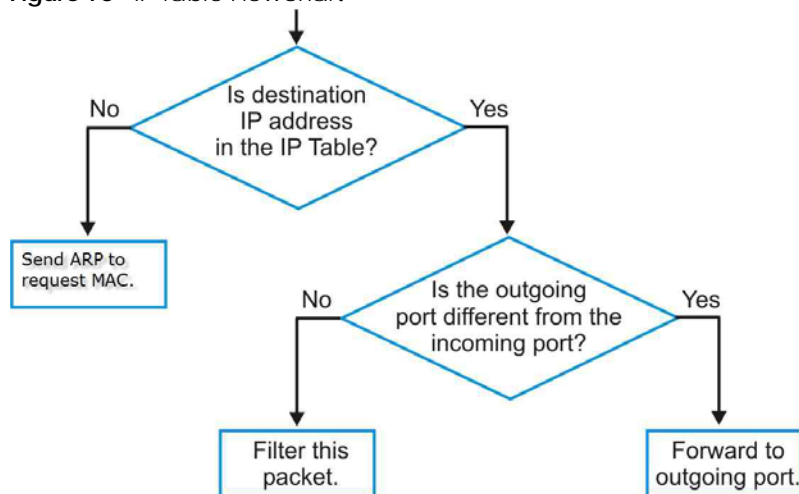 Is destination
IP address
in the IP Table?
No
Yes
Send ARP to
request MAC.
Is the outgoing
port different from the
incoming port?
No
Yes
Filter this
packet.
Forward to
outgoing port.